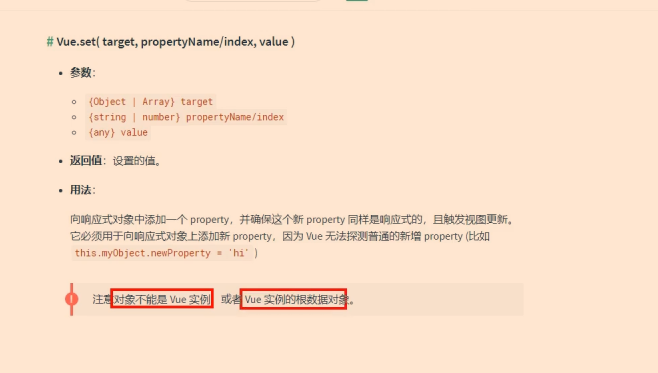 # Vue.set( target, propertyName/index, value )
参数：
{Object | Array} target
{string | number} propertyName/index
{any} value
返回值：设置的值。
用法：
向响应式对象中添加一个 property，并确保这个新 property 同样是响应式的，且触发视图更新。
它必须用于向响应式对象上添加新 property，因为 Vue 无法探测普通的新增 property (比如
this.myObject.newProperty = 'hi' )
! 注意对象不能是 Vue 实例，或者 Vue 实例的根数据对象。